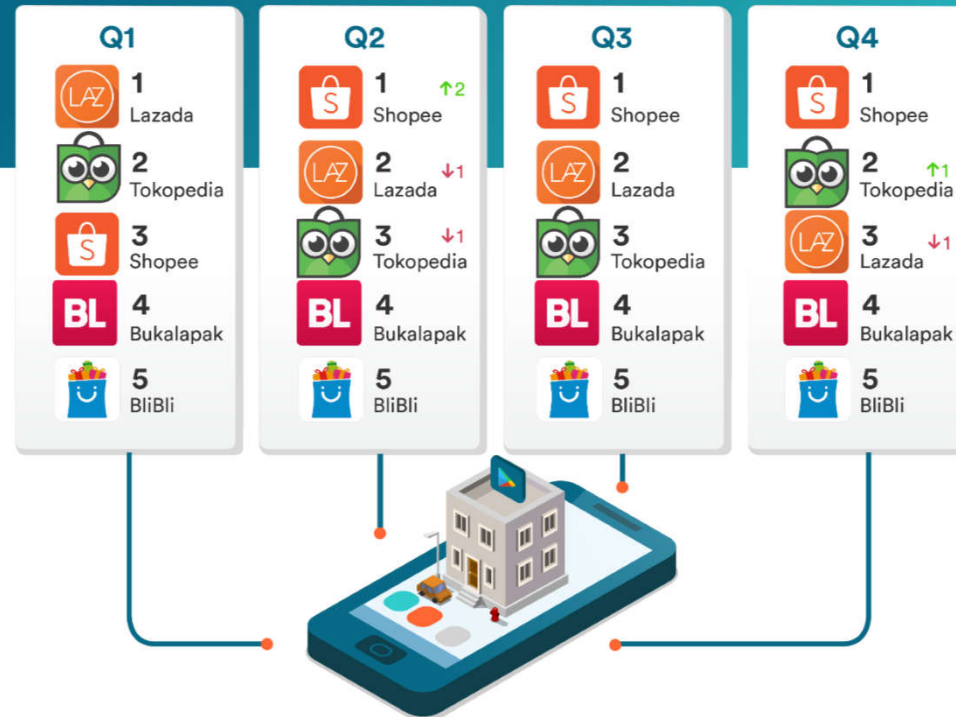 Q1
LAZ
1
Lazada
2
Tokopedia
S
3
Shopee
BL
4
Bukalapak
5
BliBli
Q2
S
1
↑2
Shopee
LAZ
2
↓1
Lazada
3
↓1
Tokopedia
BL
4
Bukalapak
5
BliBli
Q3
S
1
Shopee
LAZ
2
Lazada
3
Tokopedia
BL
4
Bukalapak
5
BliBli
Q4
S
1
Shopee
2
↑1
Tokopedia
LAZ
3
↓1
Lazada
BL
4
Bukalapak
5
BliBli